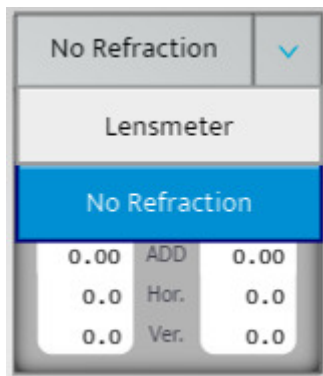 No Refraction
Lensmeter
No Refraction
0.00 ADD 0.00
0.0 Hor. 0.0
0.0 Ver. 0.0